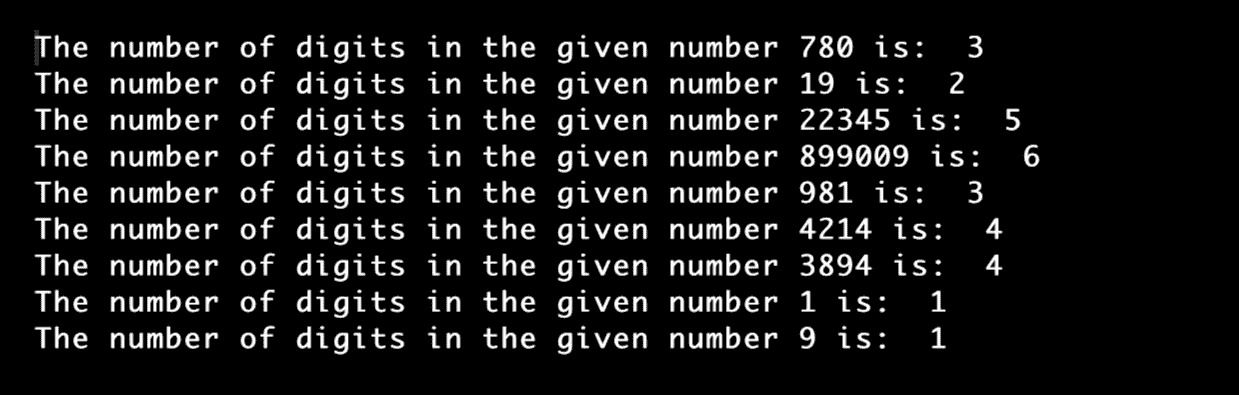 The number of digits in the given number 780 is:  3
The number of digits in the given number 19 is:  2
The number of digits in the given number 22345 is:  5
The number of digits in the given number 899009 is:  6
The number of digits in the given number 981 is:  3
The number of digits in the given number 4214 is:  4
The number of digits in the given number 3894 is:  4
The number of digits in the given number 1 is:  1
The number of digits in the given number 9 is:  1